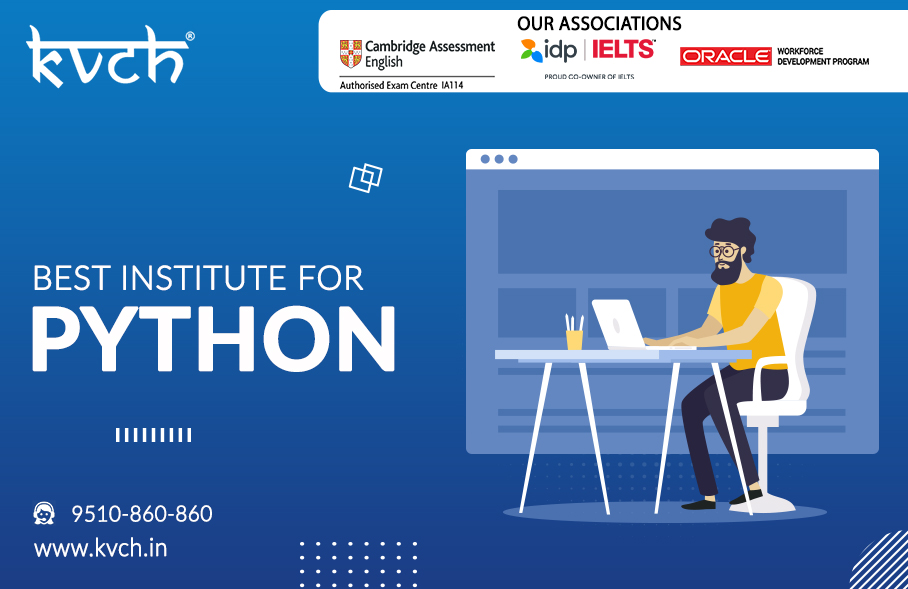 kvch®
OUR ASSOCIATIONS
Cambridge Assessment
English
Authorised Exam Centre IA114
idp | IELTS™
PROUD CO-OWNER OF IELTS
ORACLE
WORKFORCE
DEVELOPMENT PROGRAM
BEST INSTITUTE FOR
PYTHON
9510-860-860
www.kvch.in